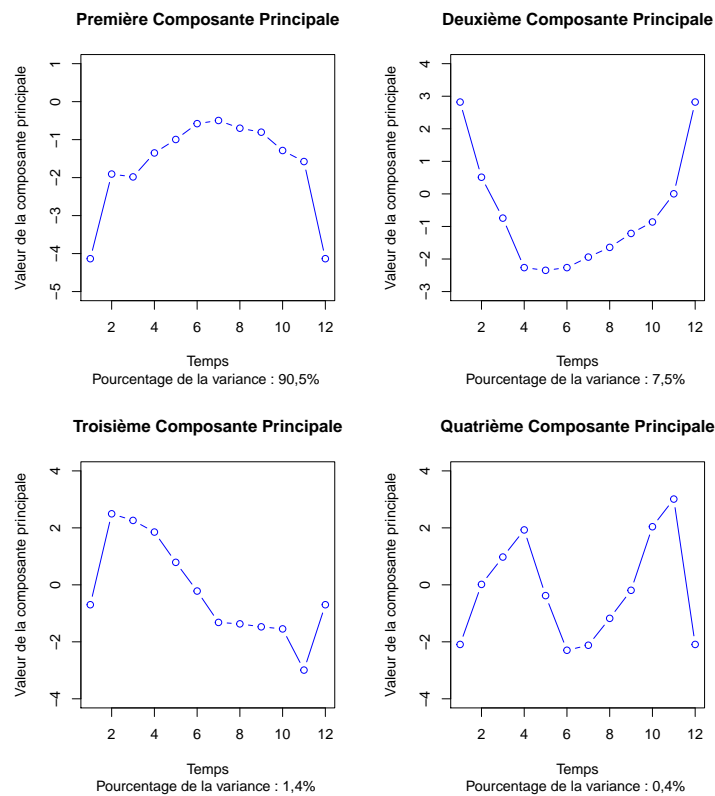 Première Composante Principale
Valeur de la composante principale
1
0
−1
−2
−3
−4
−5
2 4 6 8 10 12
Temps
Pourcentage de la variance : 90,5%
Deuxième Composante Principale
Valeur de la composante principale
4
3
2
1
0
−1
−2
−3
2 4 6 8 10 12
Temps
Pourcentage de la variance : 7,5%
Troisième Composante Principale
Valeur de la composante principale
4
2
0
−2
−4
2 4 6 8 10 12
Temps
Pourcentage de la variance : 1,4%
Quatrième Composante Principale
Valeur de la composante principale
4
2
0
−2
−4
2 4 6 8 10 12
Temps
Pourcentage de la variance : 0,4%